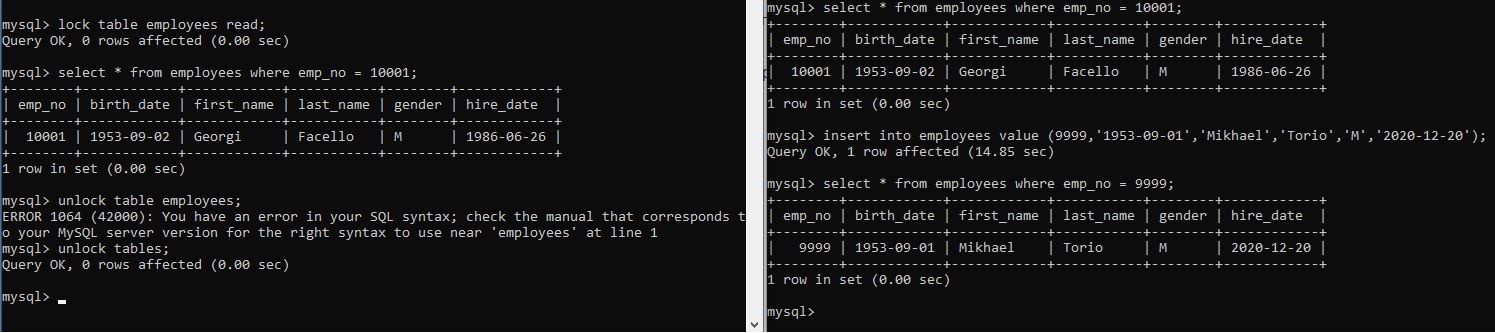 mysql> lock table employees read;
Query OK, 0 rows affected (0.00 sec)
mysql> select * from employees where emp_no = 10001;
+--------+------------+------------+-----------+--------+------------+
| emp_no | birth_date | first_name | last_name | gender | hire_date  |
+--------+------------+------------+-----------+--------+------------+
|  10001 | 1953-09-02 | Georgi     | Facello   | M      | 1986-06-26 |
+--------+------------+------------+-----------+--------+------------+
1 row in set (0.00 sec)
mysql> unlock table employees;
ERROR 1064 (42000): You have an error in your SQL syntax; check the manual that corresponds t
o your MySQL server version for the right syntax to use near 'employees' at line 1
mysql> unlock tables;
Query OK, 0 rows affected (0.00 sec)
mysql>
mysql> select * from employees where emp_no = 10001;
+--------+------------+------------+-----------+--------+------------+
| emp_no | birth_date | first_name | last_name | gender | hire_date  |
+--------+------------+------------+-----------+--------+------------+
|  10001 | 1953-09-02 | Georgi     | Facello   | M      | 1986-06-26 |
+--------+------------+------------+-----------+--------+------------+
1 row in set (0.00 sec)
mysql> insert into employees value (9999,'1953-09-01','Mikhael','Torio','M','2020-12-20');
Query OK, 1 row affected (14.85 sec)
mysql> select * from employees where emp_no = 9999;
+--------+------------+------------+-----------+--------+------------+
| emp_no | birth_date | first_name | last_name | gender | hire_date  |
+--------+------------+------------+-----------+--------+------------+
|   9999 | 1953-09-01 | Mikhael    | Torio     | M      | 2020-12-20 |
+--------+------------+------------+-----------+--------+------------+
1 row in set (0.00 sec)
mysql>